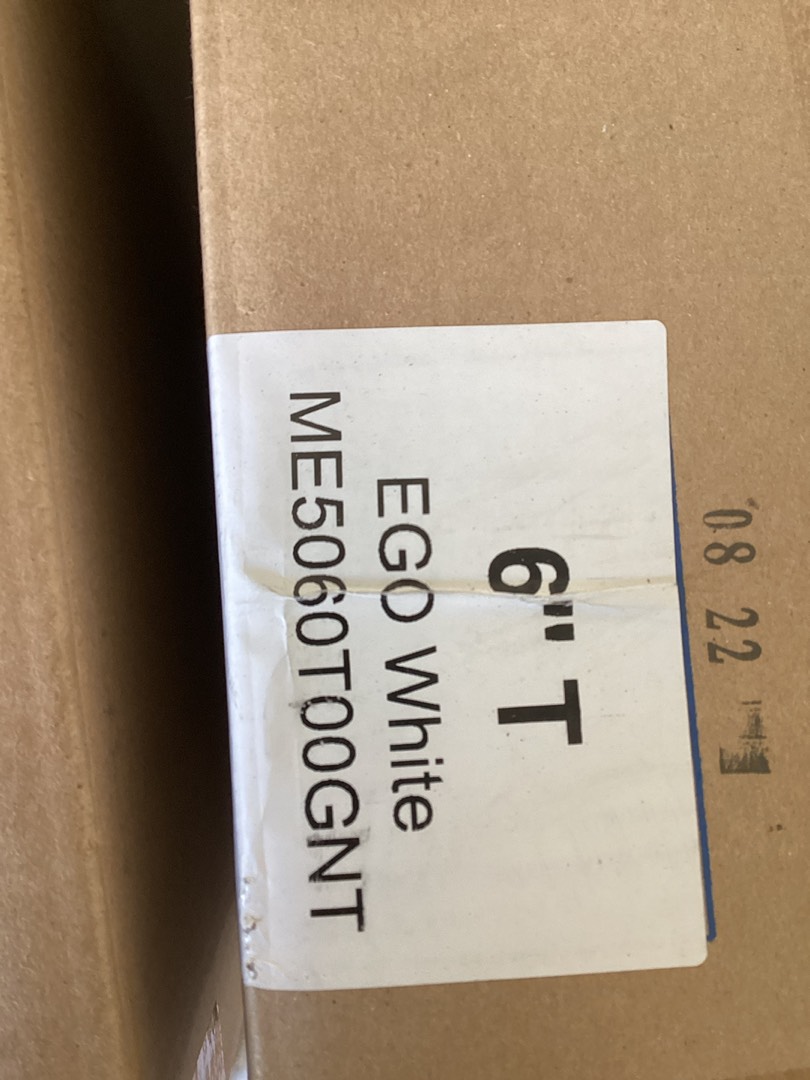 08 22
6" T
EGO White
ME5060T00GNT